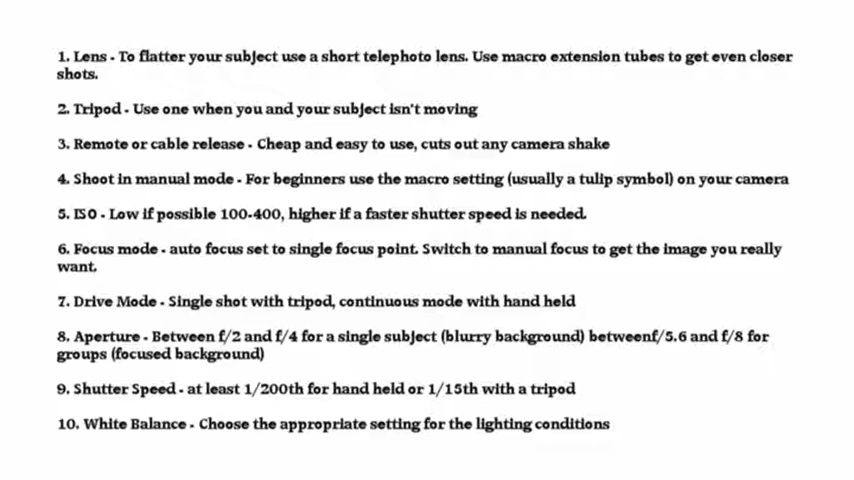 1. Lens - To flatter your subject use a short telephoto lens. Use macro extension tubes to get even closer
shots.
2. Tripod - Use one when you and your subject isn't moving
3. Remote or cable release - Cheap and easy to use, cuts out any camera shake
4. Shoot in manual mode - For beginners use the macro setting (usually a tulip symbol) on your camera
5. ISO - Low if possible 100-400, higher if a faster shutter speed is needed.
6. Focus mode - auto focus set to single focus point. Switch to manual focus to get the image you really
want.
7. Drive Mode - Single shot with tripod, continuous mode with hand held
8. Aperture - Between f/2 and f/4 for a single subject (blurry background) betweenf/5.6 and f/8 for
groups (focused background)
9. Shutter Speed - at least 1/200th for hand held or 1/15th with a tripod
10. White Balance - Choose the appropriate setting for the lighting conditions